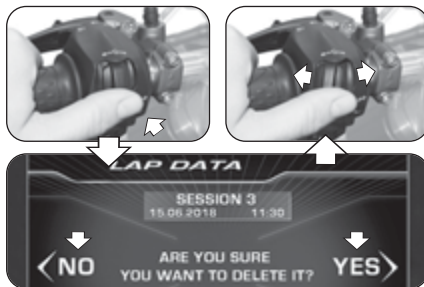 LAP DATA
SESSION 3
15.06.2018 11:30
NO
ARE YOU SURE
YOU WANT TO DELETE IT?
YES